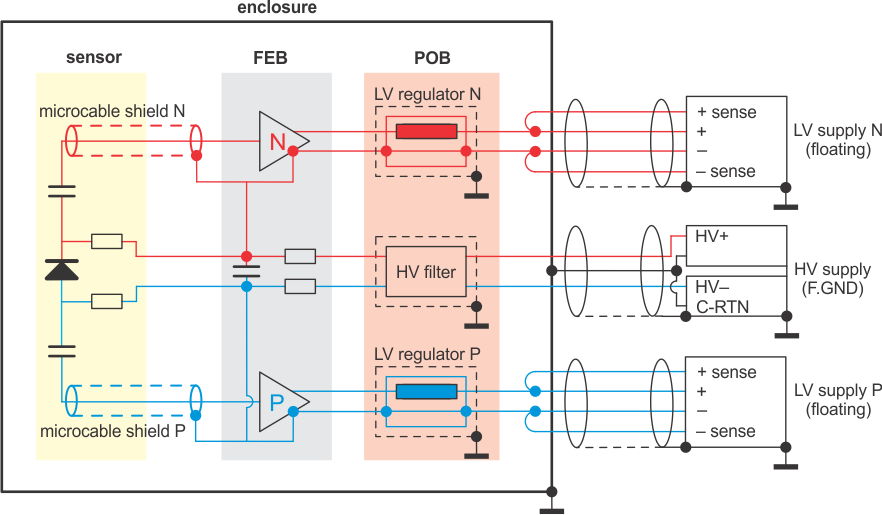 enclosure
sensor
FEB
POB
microcable shield N
N
LV regulator N
+ sense
+
–
– sense
LV supply N
(floating)
HV filter
HV+
HV–
C-RTN
HV supply
(F.GND)
microcable shield P
P
LV regulator P
+ sense
+
–
– sense
LV supply P
(floating)